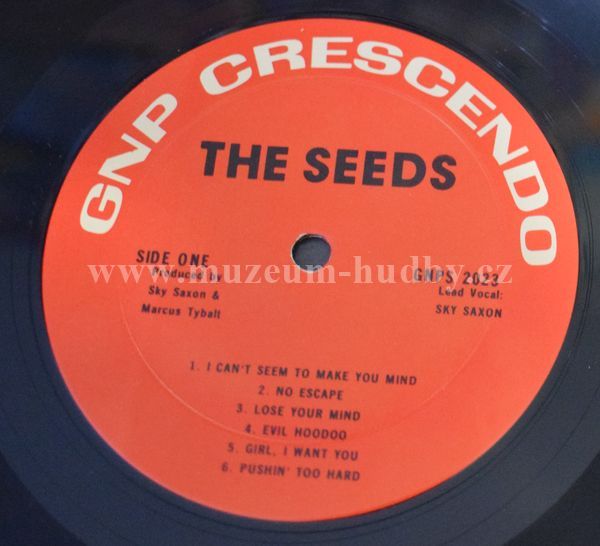 GNP CRESCENDO
THE SEEDS
SIDE ONE
Produced by
Sky Saxon &
Marcus Tybalt
GNPS 2023
Lead Vocal:
SKY SAXON
www.muzeum-hudby.cz
1. I CAN'T SEEM TO MAKE YOU MIND
2. NO ESCAPE
3. LOSE YOUR MIND
4. EVIL HOODOO
5. GIRL, I WANT YOU
6. PUSHIN' TOO HARD